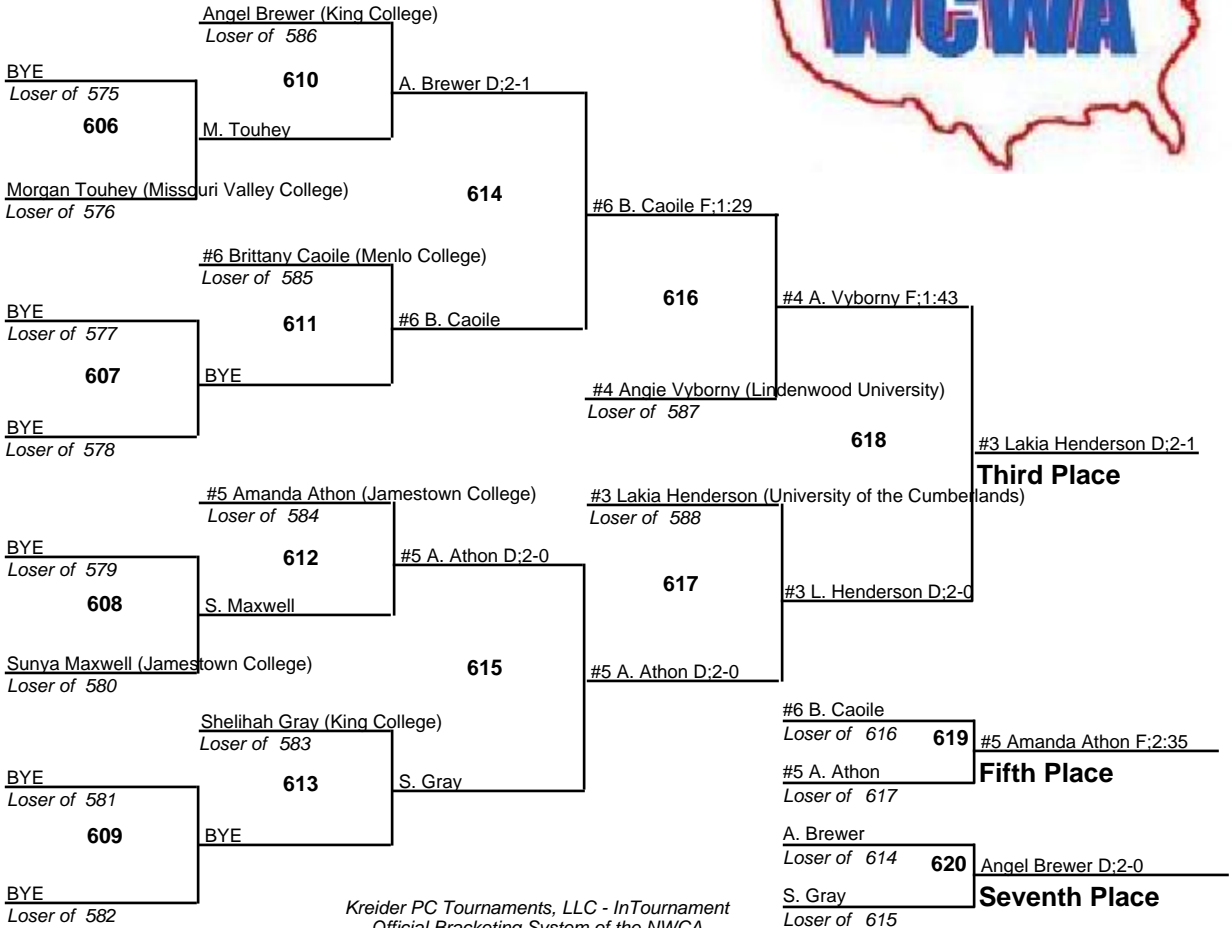 WCWA
Angel Brewer (King College)
Loser of 586
610
BYE
Loser of 575
606
A. Brewer D;2-1
M. Touhey
Morgan Touhey (Missouri Valley College)
Loser of 576
614
#6 B. Caoile F;1:29
#6 Brittany Caoile (Menlo College)
Loser of 585
611
BYE
Loser of 577
607
#6 B. Caoile
BYE
BYE
Loser of 578
616
#4 A. Vyborny F;1:43
#4 Angie Vyborny (Lindenwood University)
Loser of 587
618
#3 Lakia Henderson D;2-1
Third Place
#5 Amanda Athon (Jamestown College)
Loser of 584
612
#3 Lakia Henderson (University of the Cumberlands)
Loser of 588
BYE
Loser of 579
608
#5 A. Athon D;2-0
S. Maxwell
617
#3 L. Henderson D;2-0
Sunya Maxwell (Jamestown College)
Loser of 580
615
#5 A. Athon D;2-0
Shelihah Gray (King College)
Loser of 583
613
BYE
Loser of 581
609
S. Gray
BYE
BYE
Loser of 582
#6 B. Caoile
Loser of 616
619
#5 Amanda Athon F;2:35
Fifth Place
#5 A. Athon
Loser of 617
A. Brewer
Loser of 614
620
Angel Brewer D;2-0
Seventh Place
S. Gray
Loser of 615
Kreider PC Tournaments, LLC - InTournament
Official Bracketing System of the NWCA